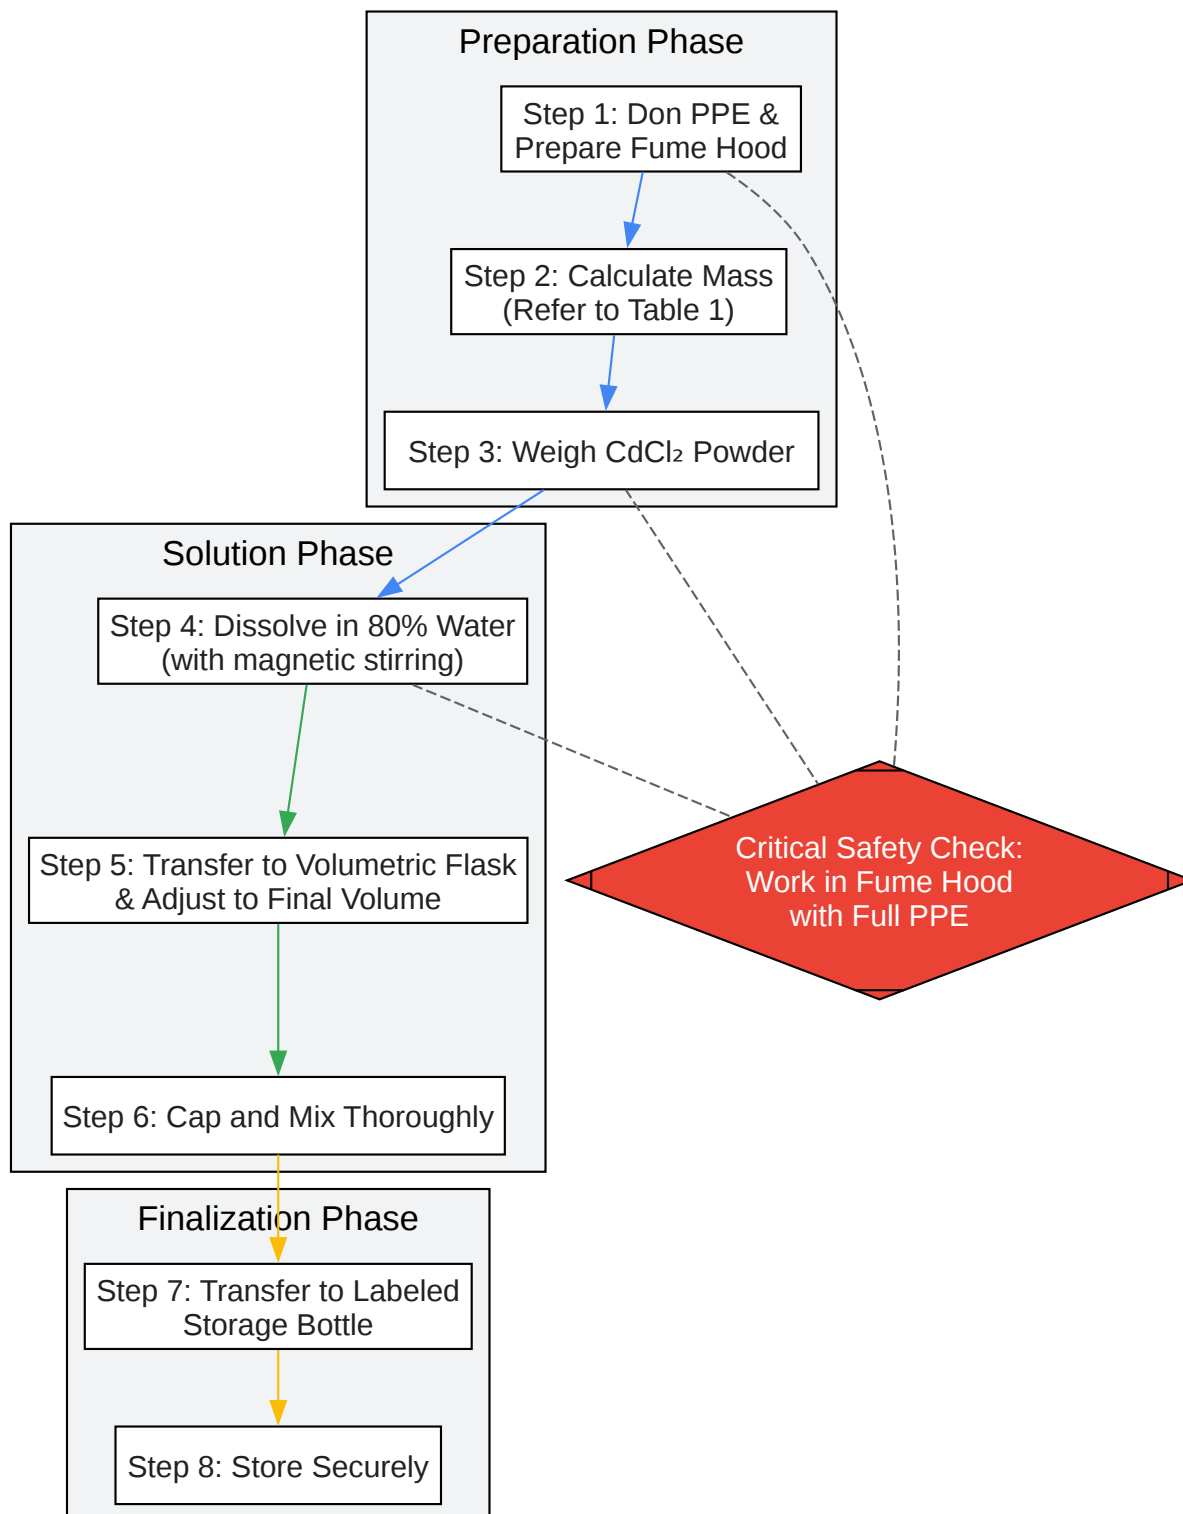 Preparation Phase
Step 1: Don PPE &
Prepare Fume Hood
Step 2: Calculate Mass
(Refer to Table 1)
Step 3: Weigh CdCl₂ Powder
Solution Phase
Step 4: Dissolve in 80% Water
(with magnetic stirring)
Step 5: Transfer to Volumetric Flask
& Adjust to Final Volume
Critical Safety Check:
Work in Fume Hood
with Full PPE
Step 6: Cap and Mix Thoroughly
Finalization Phase
Step 7: Transfer to Labeled
Storage Bottle
Step 8: Store Securely